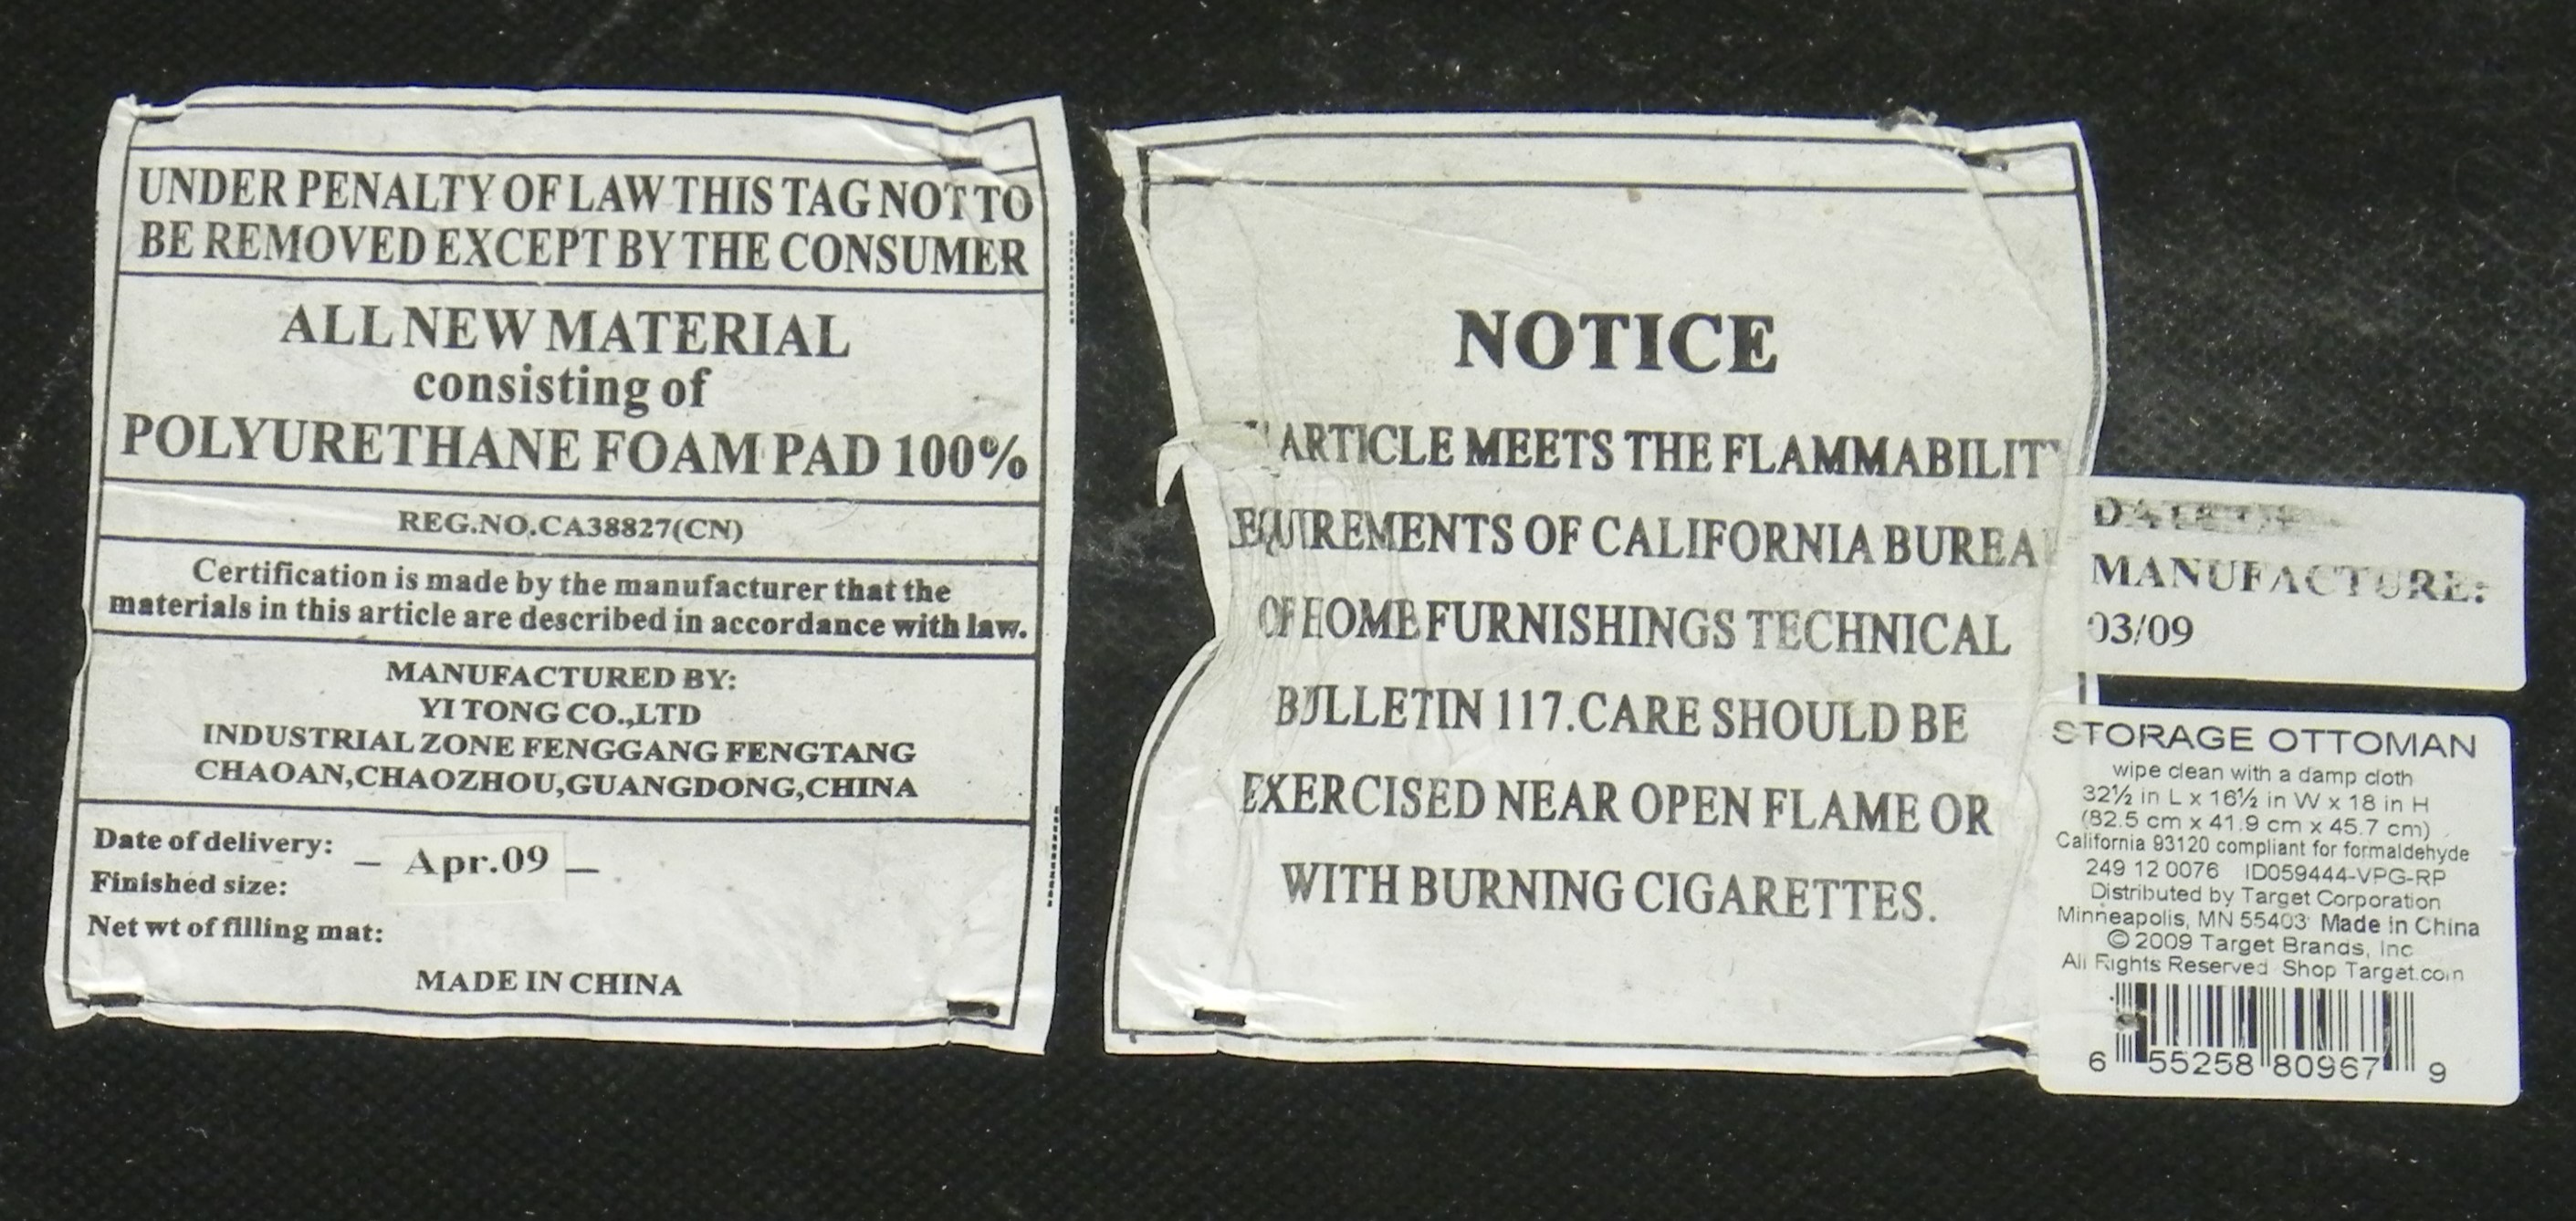 UNDER PENALTY OF LAW THIS TAG NOT TO
BE REMOVED EXCEPT BY THE CONSUMER
ALL NEW MATERIAL
consisting of
POLYURETHANE FOAM PAD 100%
REG.NO.CA38827(CN)
Certification is made by the manufacturer that the
materials in this article are described in accordance with law.
MANUFACTURED BY:
YI TONG CO.,LTD
INDUSTRIAL ZONE FENGGANG FENGTANG
CHAOAN,CHAOZHOU,GUANGDONG,CHINA
Date of delivery:
– Apr.09 –
Finished size:
Net wt of filling mat:
MADE IN CHINA
NOTICE
ARTICLE MEETS THE FLAMMABILITY
REQUIREMENTS OF CALIFORNIA BUREAU
OF HOME FURNISHINGS TECHNICAL
BULLETIN 117.CARE SHOULD BE
EXERCISED NEAR OPEN FLAME OR
WITH BURNING CIGARETTES.
DATE OF
MANUFACTURE:
03/09
STORAGE OTTOMAN
wipe clean with a damp cloth
32½ in L x 16½ in W x 18 in H
(82.5 cm x 41.9 cm x 45.7 cm)
California 93120 compliant for formaldehyde
249 12 0076 ID059444-VPG-RP
Distributed by Target Corporation
Minneapolis, MN 55403 Made in China
© 2009 Target Brands, Inc
All Rights Reserved Shop Target.com
6 55258 80967 9